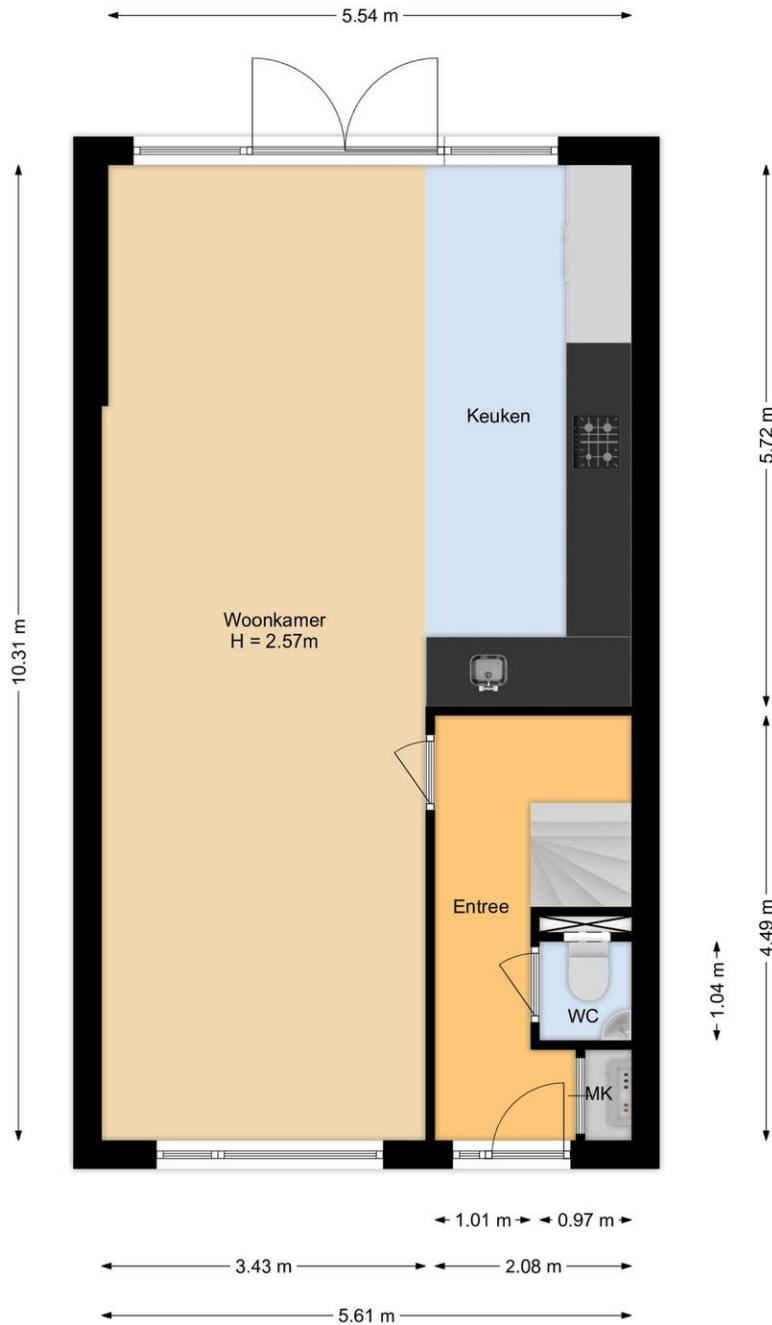 5.54 m
Keuken
5.72 m
Woonkamer
H = 2.57m
10.31 m
Entree
4.49 m
1.04 m
WC
MK
1.01 m
0.97 m
3.43 m
2.08 m
5.61 m